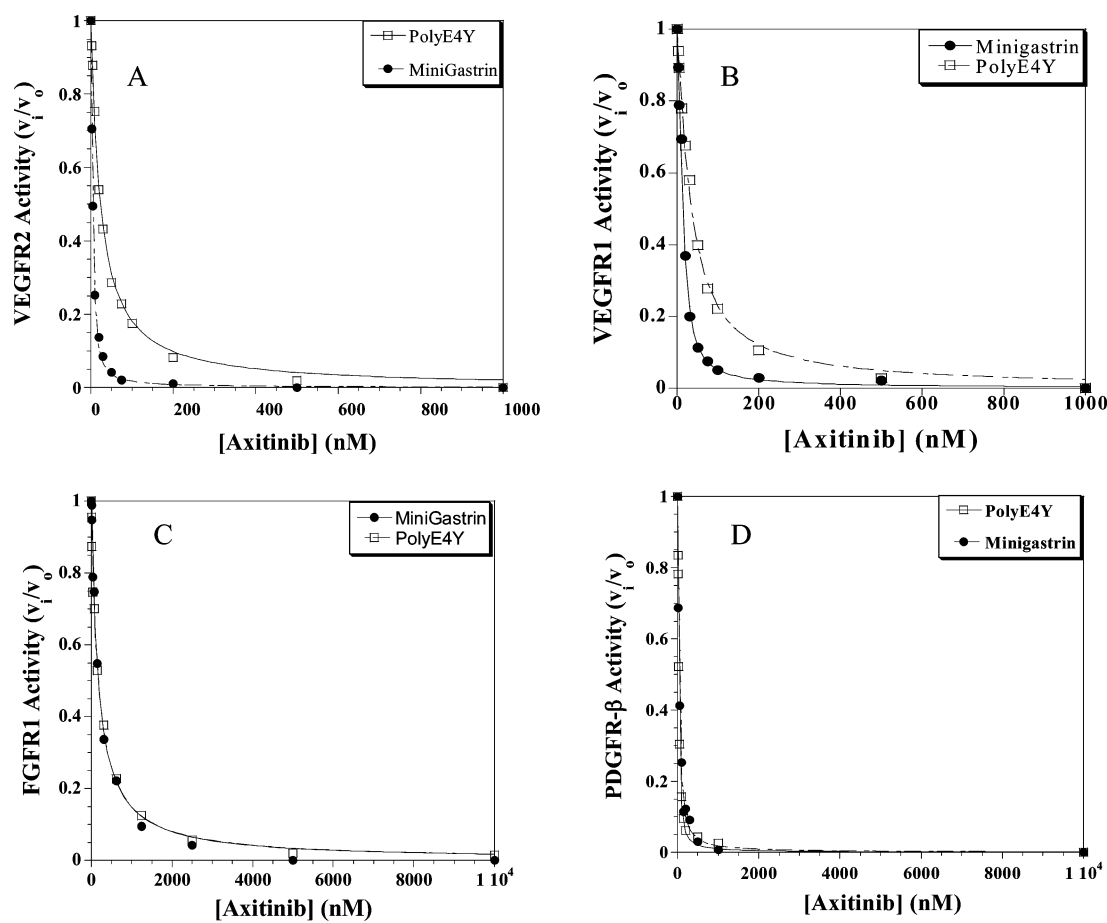 PolyE4Y
MiniGastrin
A
1
0.8
0.6
0.4
0.2
0
VEGFR2 Activity (vi/vo)
0 200 400 600 800 1000
[Axitinib] (nM)
Minigastrin
PolyE4Y
B
1
0.8
0.6
0.4
0.2
0
VEGFR1 Activity (vi/vo)
0 200 400 600 800 1000
[Axitinib] (nM)
MiniGastrin
PolyE4Y
C
1
0.8
0.6
0.4
0.2
0
FGFR1 Activity (vi/vo)
0 2000 4000 6000 8000 1 10⁴
[Axitinib] (nM)
PolyE4Y
Minigastrin
D
1
0.8
0.6
0.4
0.2
0
PDGFR-β Activity (vi/vo)
0 2000 4000 6000 8000 1 10⁴
[Axitinib] (nM)